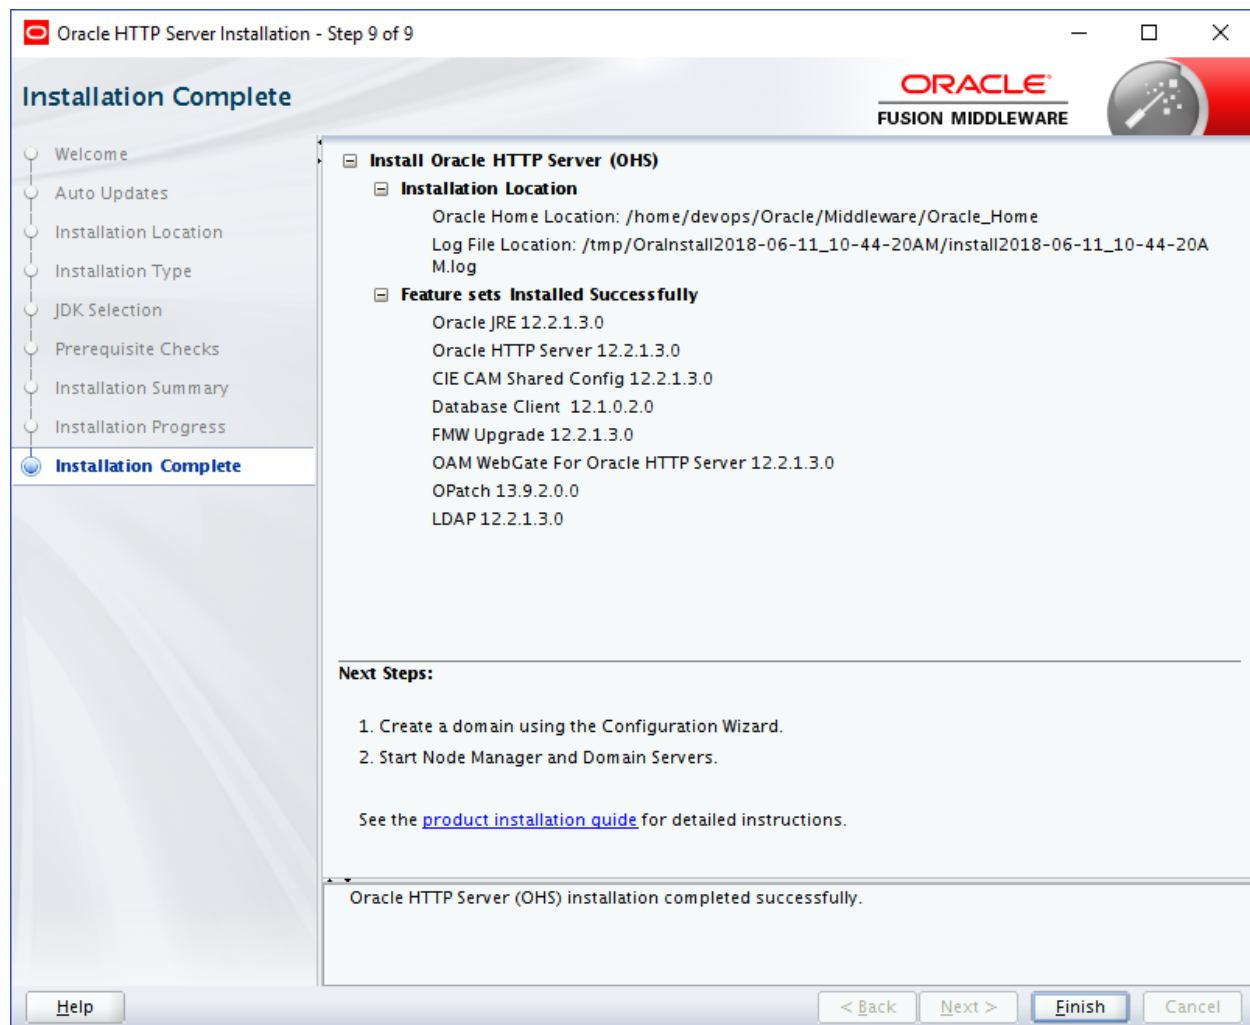 Oracle HTTP Server Installation - Step 9 of 9
Installation Complete
ORACLE
FUSION MIDDLEWARE
Welcome
Auto Updates
Installation Location
Installation Type
JDK Selection
Prerequisite Checks
Installation Summary
Installation Progress
Installation Complete
Install Oracle HTTP Server (OHS)
Installation Location
Oracle Home Location: /home/devops/Oracle/Middleware/Oracle_Home
Log File Location: /tmp/OraInstall2018-06-11_10-44-20AM/install2018-06-11_10-44-20A
M.log
Feature sets Installed Successfully
Oracle JRE 12.2.1.3.0
Oracle HTTP Server 12.2.1.3.0
CIE CAM Shared Config 12.2.1.3.0
Database Client  12.1.0.2.0
FMW Upgrade 12.2.1.3.0
OAM WebGate For Oracle HTTP Server 12.2.1.3.0
OPatch 13.9.2.0.0
LDAP 12.2.1.3.0
Next Steps:
1. Create a domain using the Configuration Wizard.
2. Start Node Manager and Domain Servers.
See the product installation guide for detailed instructions.
Oracle HTTP Server (OHS) installation completed successfully.
Help
< Back
Next >
Finish
Cancel